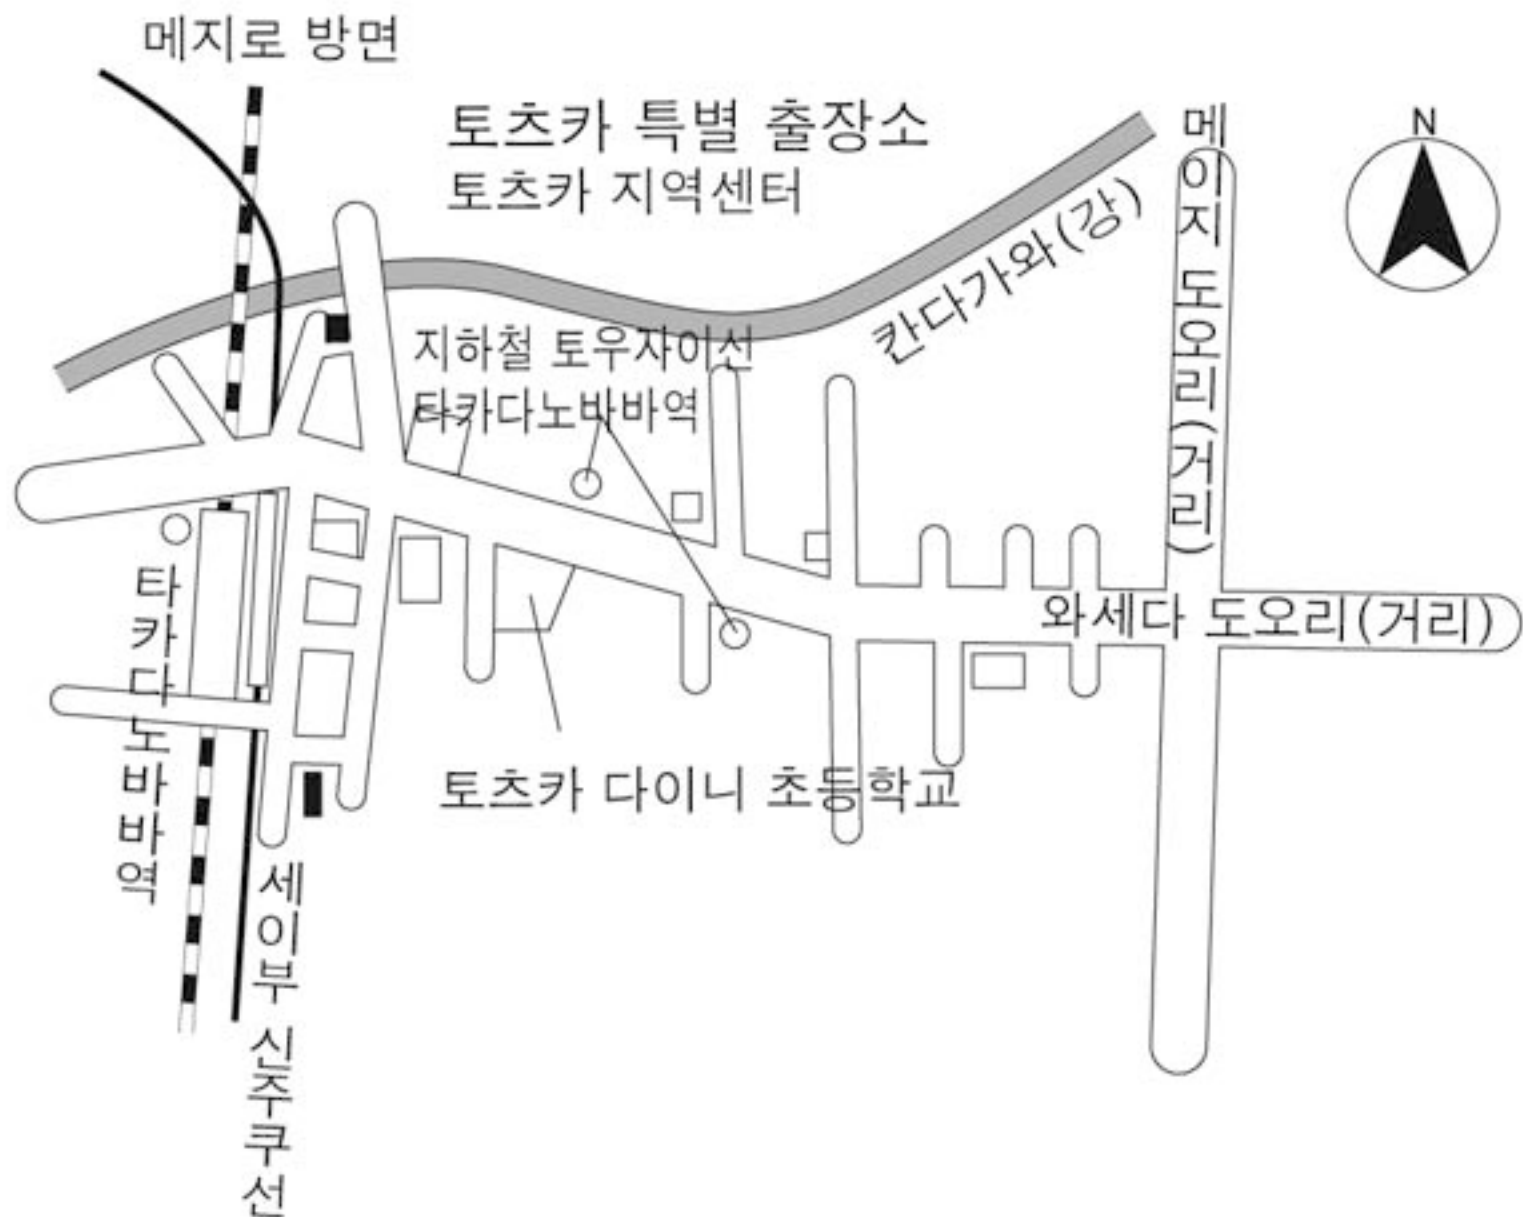 메지로 방면
토츠카 특별 출장소
토츠카 지역센터
메이지 도오리(거리)
N
칸다가와(강)
지하철 토우자이선
타카다노바바역
타카다노바바역
와세다 도오리(거리)
토츠카 다이니 초등학교
세이부 신주쿠선